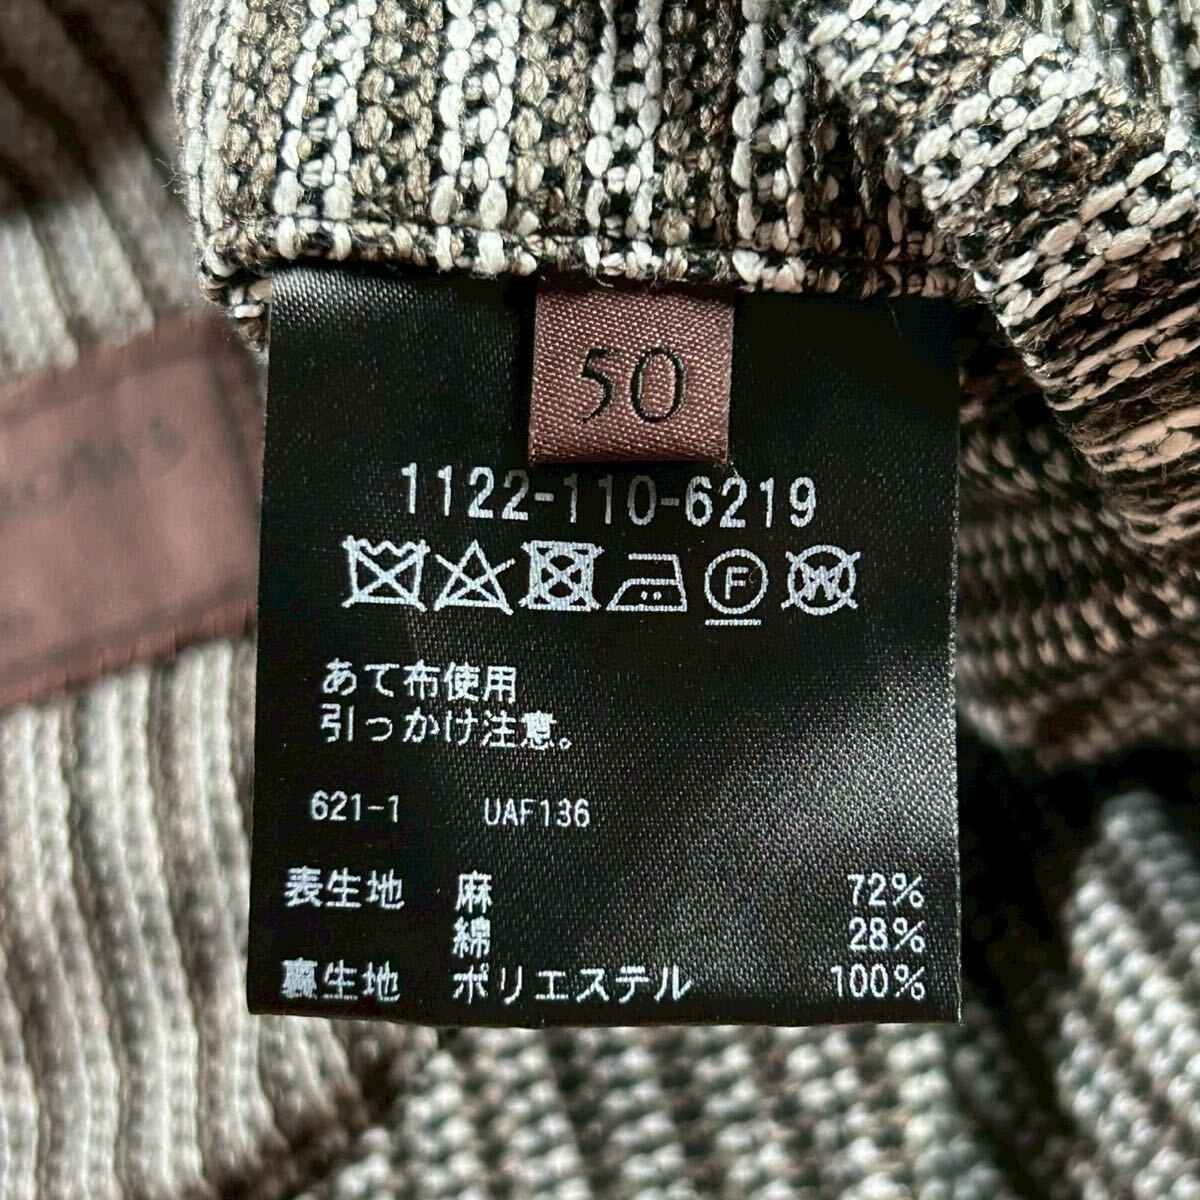 50
1122-110-6219
F
W
あて布使用
引っかけ注意。
621-1 UAF136
表生地 麻 72%
綿 28%
裏生地 ポリエステル 100%